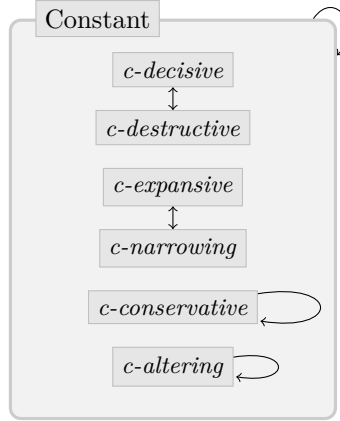 Constant
c-decisive
c-destructive
c-expansive
c-narrowing
c-conservative
c-altering